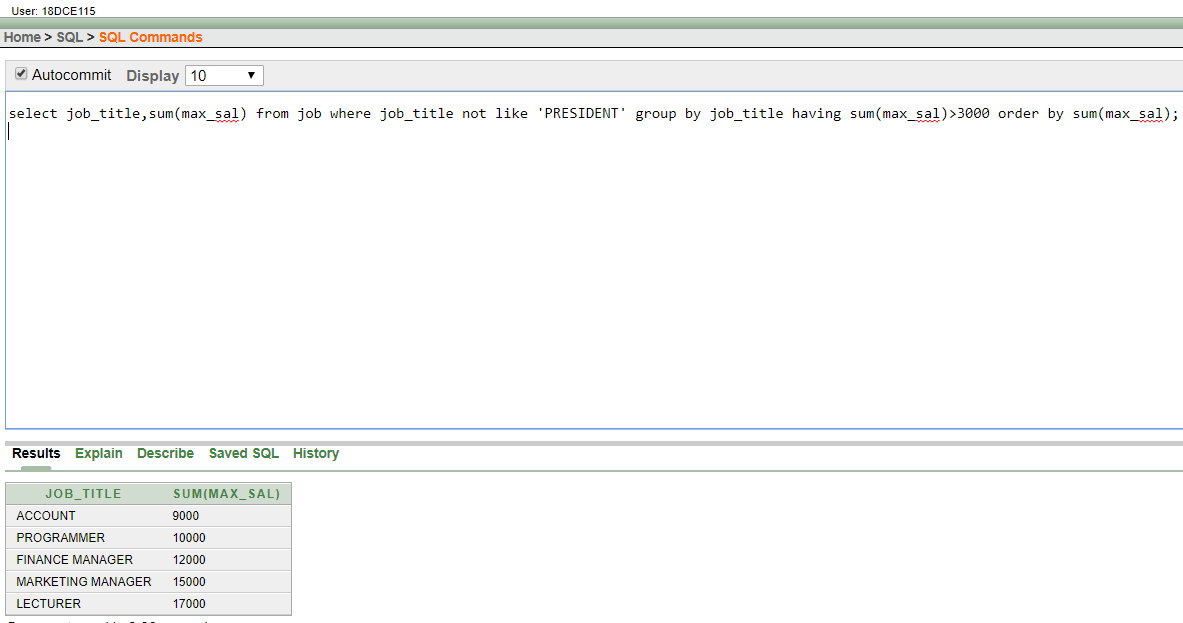 User: 18DCE115
Home > SQL > SQL Commands
Autocommit Display 10
select job_title,sum(max_sal) from job where job_title not like 'PRESIDENT' group by job_title having sum(max_sal)>3000 order by sum(max_sal);
Results Explain Describe Saved SQL History
JOB_TITLE SUM(MAX_SAL)
ACCOUNT 9000
PROGRAMMER 10000
FINANCE MANAGER 12000
MARKETING MANAGER 15000
LECTURER 17000